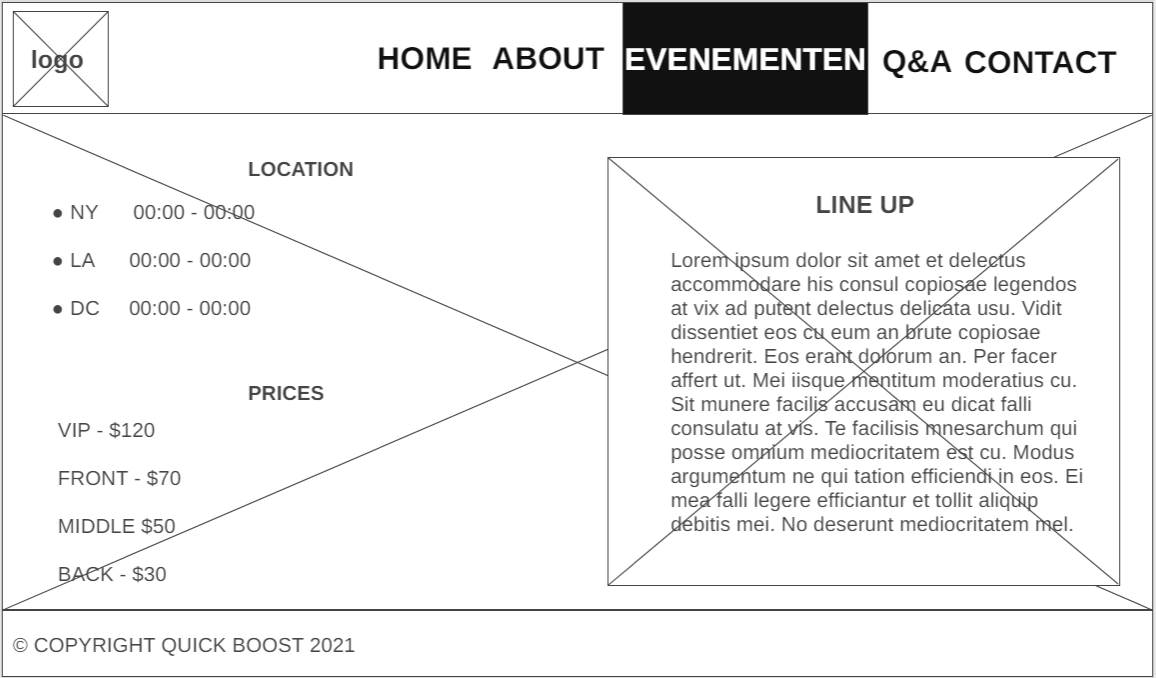 logo
HOME ABOUT EVENEMENTEN Q&A CONTACT
LOCATION
● NY 00:00 - 00:00
● LA 00:00 - 00:00
● DC 00:00 - 00:00
PRICES
VIP - $120
FRONT - $70
MIDDLE $50
BACK - $30
LINE UP
Lorem ipsum dolor sit amet et delectus
accommodare his consul copiosae legendos
at vix ad putent delectus delicata usu. Vidit
dissentiet eos cu eum an brute copiosae
hendrerit. Eos erant dolorum an. Per facer
affert ut. Mei iisque mentitum moderatius cu.
Sit munere facilis accusam eu dicat falli
consulatu at vis. Te facilisis mnesarchum qui
posse omnium mediocritatem est cu. Modus
argumentum ne qui tation efficiendi in eos. Ei
mea falli legere efficiantur et tollit aliquip
debitis mei. No deserunt mediocritatem mel.
© COPYRIGHT QUICK BOOST 2021